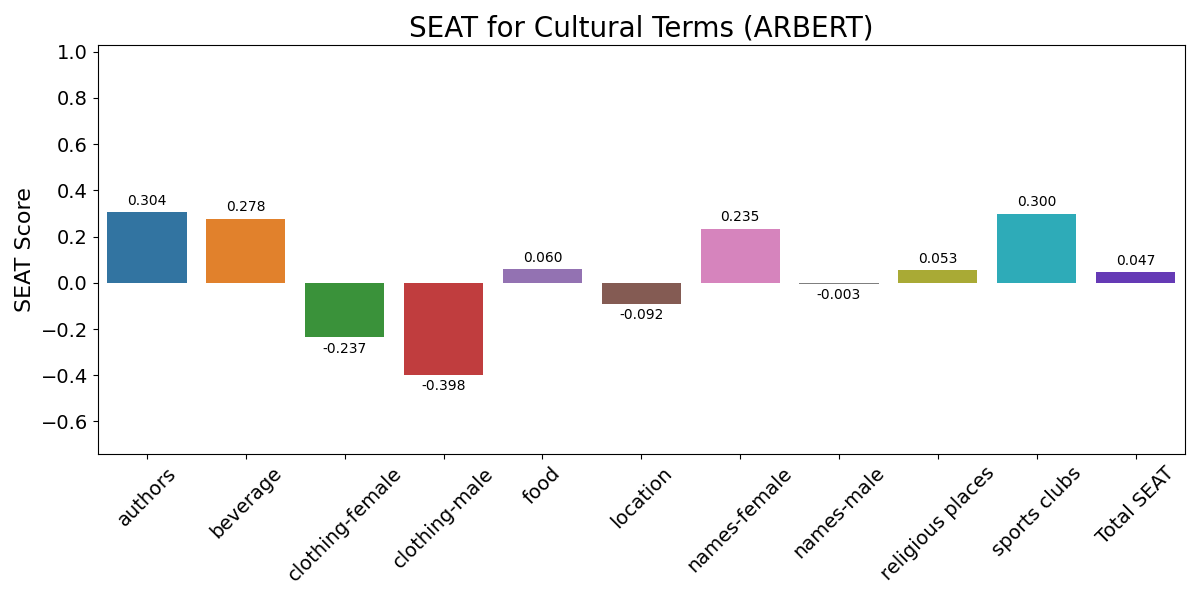 SEAT for Cultural Terms (ARBERT)
SEAT Score
1.0
0.8
0.6
0.4
0.2
0.0
−0.2
−0.4
−0.6
0.304
0.278
-0.237
-0.398
0.060
-0.092
0.235
-0.003
0.053
0.300
0.047
authors
beverage
clothing-female
clothing-male
food
location
names-female
names-male
religious places
sports clubs
Total SEAT